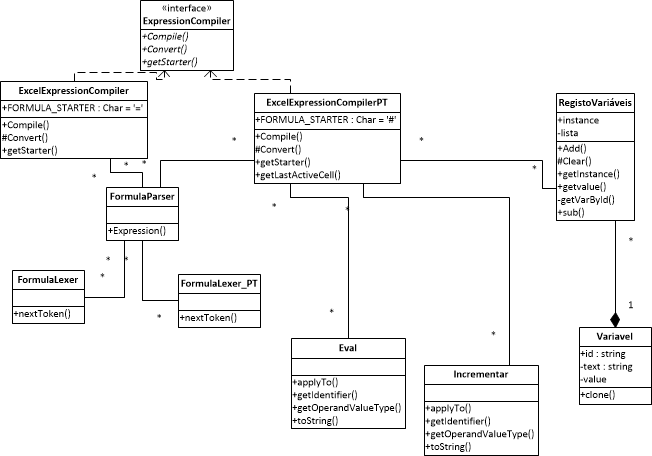 «interface»
ExpressionCompiler
+Compile()
+Convert()
+getStarter()
ExcelExpressionCompiler
+FORMULA_STARTER : Char = '='
+Compile()
#Convert()
+getStarter()
ExcelExpressionCompilerPT
+FORMULA_STARTER : Char = '#'
+Compile()
#Convert()
+getStarter()
+getLastActiveCell()
RegistoVariáveis
+instance
-lista
+Add()
#Clear()
+getInstance()
+getvalue()
-getVarById()
+sub()
*
*
*
*
*
*
*
*
FormulaParser
+Expression()
*
*
*
*
FormulaLexer
+nextToken()
FormulaLexer_PT
+nextToken()
*
*
*
1
Eval
+applyTo()
+getIdentifier()
+getOperandValueType()
+toString()
Incrementar
+applyTo()
+getIdentifier()
+getOperandValueType()
+toString()
Variavel
+id : string
-text : string
-value
+clone()